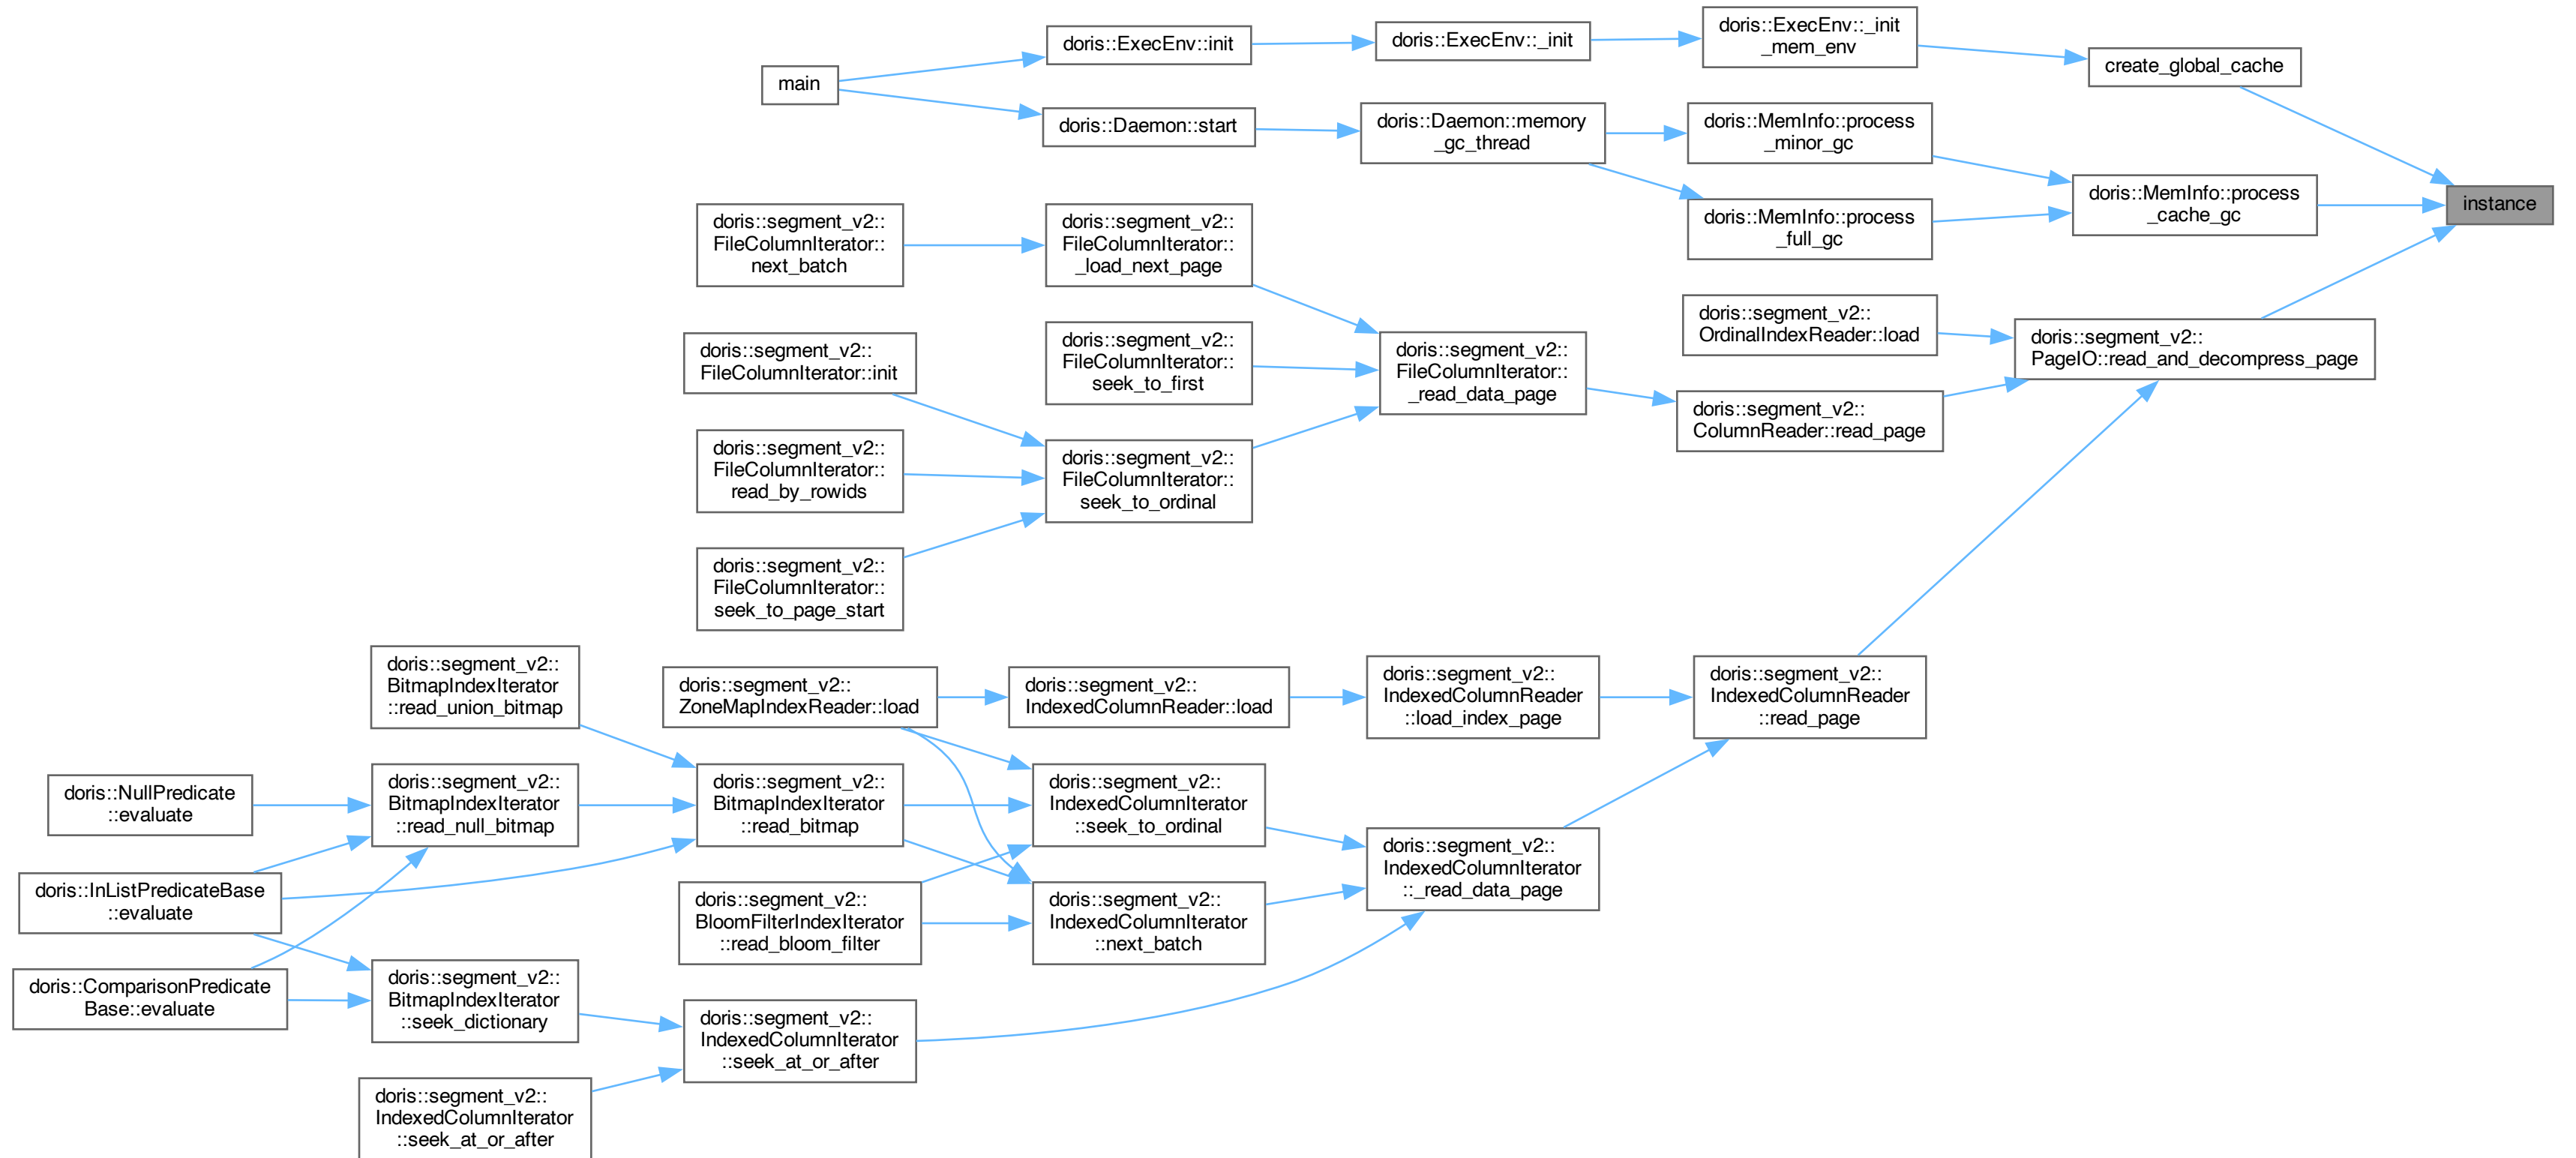 main
doris::ExecEnv::init
doris::ExecEnv::_init
doris::ExecEnv::_init
_mem_env
create_global_cache
instance
doris::Daemon::start
doris::Daemon::memory
_gc_thread
doris::MemInfo::process
_minor_gc
doris::MemInfo::process
_full_gc
doris::MemInfo::process
_cache_gc
doris::segment_v2::
FileColumnIterator::
next_batch
doris::segment_v2::
FileColumnIterator::
_load_next_page
doris::segment_v2::
FileColumnIterator::init
doris::segment_v2::
FileColumnIterator::
seek_to_first
doris::segment_v2::
FileColumnIterator::
_read_data_page
doris::segment_v2::
OrdinalIndexReader::load
doris::segment_v2::
PageIO::read_and_decompress_page
doris::segment_v2::
ColumnReader::read_page
doris::segment_v2::
FileColumnIterator::
read_by_rowids
doris::segment_v2::
FileColumnIterator::
seek_to_ordinal
doris::segment_v2::
FileColumnIterator::
seek_to_page_start
doris::segment_v2::
BitmapIndexIterator
::read_union_bitmap
doris::segment_v2::
ZoneMapIndexReader::load
doris::segment_v2::
IndexedColumnReader::load
doris::segment_v2::
IndexedColumnReader
::load_index_page
doris::segment_v2::
IndexedColumnReader
::read_page
doris::NullPredicate
::evaluate
doris::segment_v2::
BitmapIndexIterator
::read_null_bitmap
doris::segment_v2::
BitmapIndexIterator
::read_bitmap
doris::segment_v2::
IndexedColumnIterator
::seek_to_ordinal
doris::segment_v2::
IndexedColumnIterator
::_read_data_page
doris::InListPredicateBase
::evaluate
doris::segment_v2::
BloomFilterIndexIterator
::read_bloom_filter
doris::segment_v2::
IndexedColumnIterator
::next_batch
doris::ComparisonPredicate
Base::evaluate
doris::segment_v2::
BitmapIndexIterator
::seek_dictionary
doris::segment_v2::
IndexedColumnIterator
::seek_at_or_after
doris::segment_v2::
IndexedColumnIterator
::seek_at_or_after